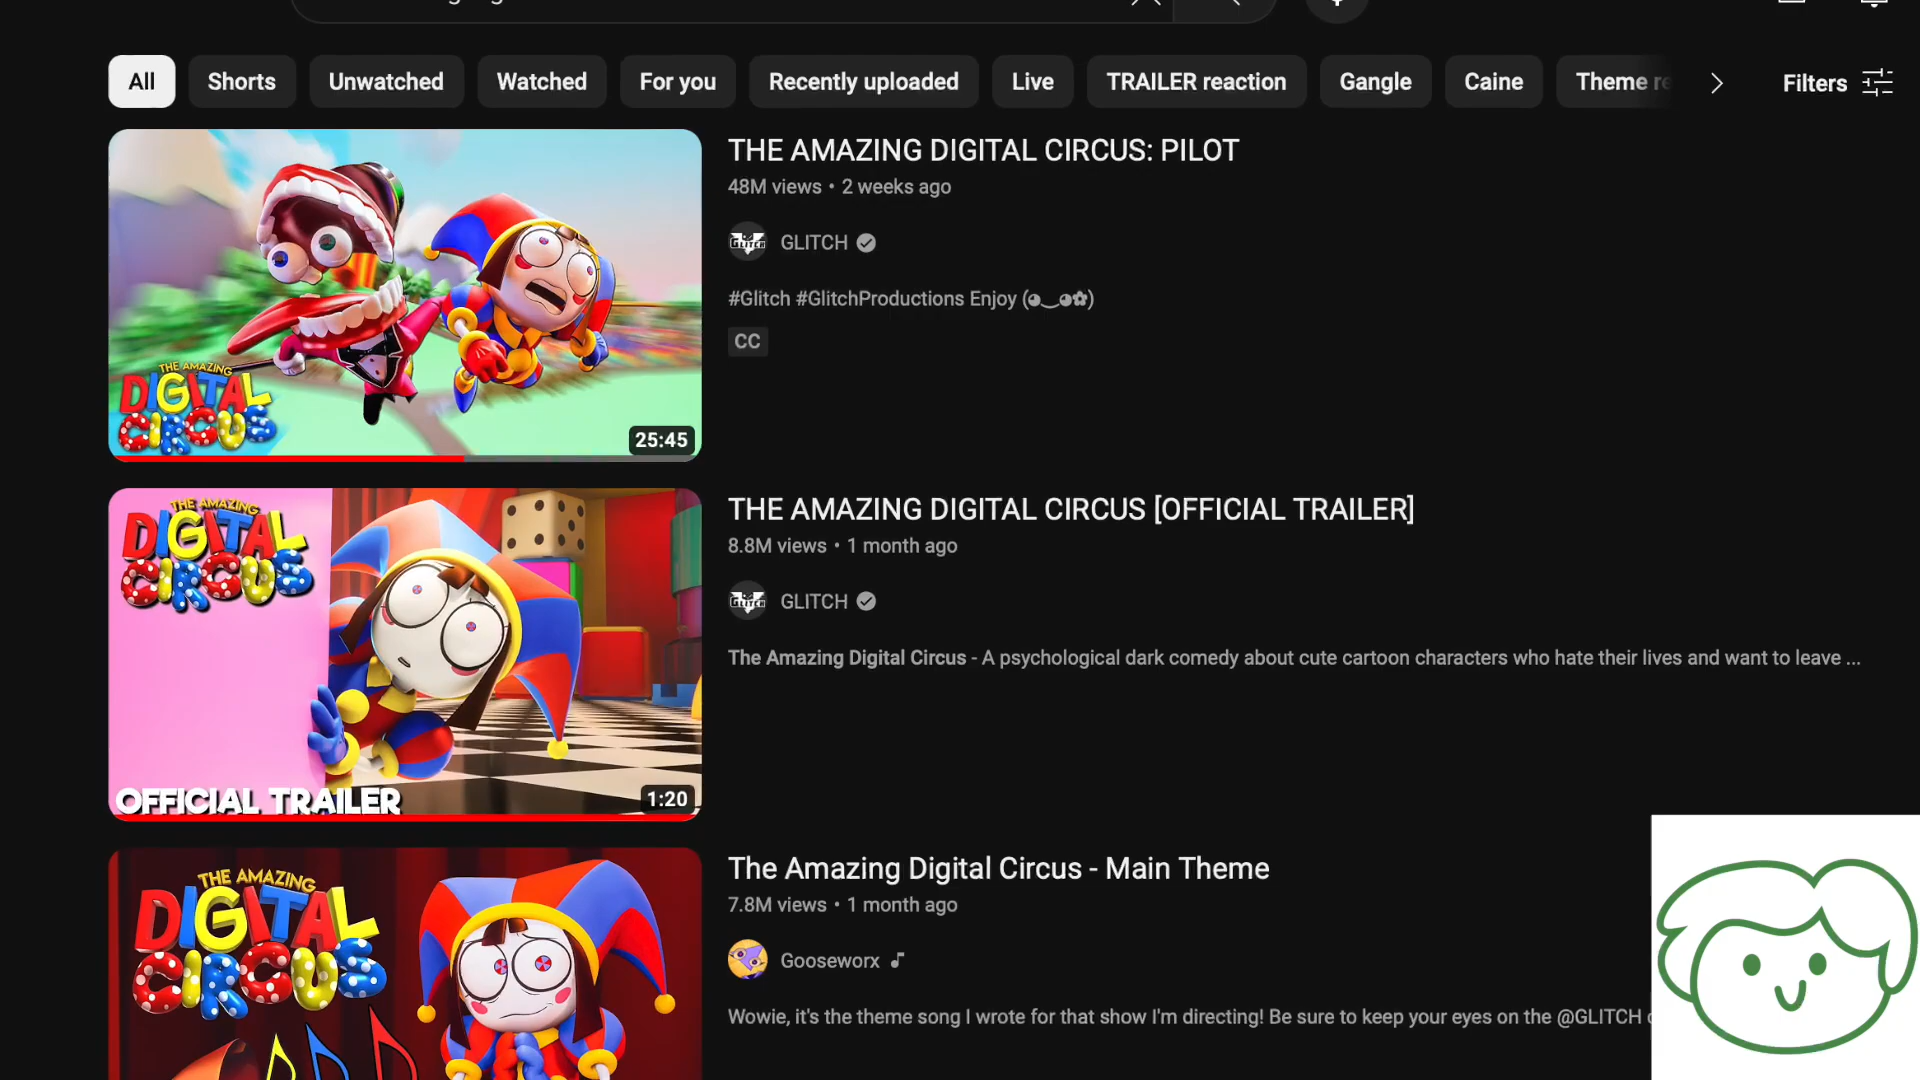 All
Shorts
Unwatched
Watched
For you
Recently uploaded
Live
TRAILER reaction
Gangle
Caine
Theme re
Filters
THE AMAZING
DIGITAL
CIRCUS
25:45
THE AMAZING DIGITAL CIRCUS: PILOT
48M views • 2 weeks ago
GLITCH
GLITCH
#Glitch #GlitchProductions Enjoy (◕‿◕✿)
CC
THE AMAZING
DIGITAL
CIRCUS
OFFICIAL TRAILER
1:20
THE AMAZING DIGITAL CIRCUS [OFFICIAL TRAILER]
8.8M views • 1 month ago
GLITCH
GLITCH
The Amazing Digital Circus - A psychological dark comedy about cute cartoon characters who hate their lives and want to leave ...
THE AMAZING
DIGITAL
CIRCUS
The Amazing Digital Circus - Main Theme
7.8M views • 1 month ago
Gooseworx
Wowie, it's the theme song I wrote for that show I'm directing! Be sure to keep your eyes on the @GLITCH